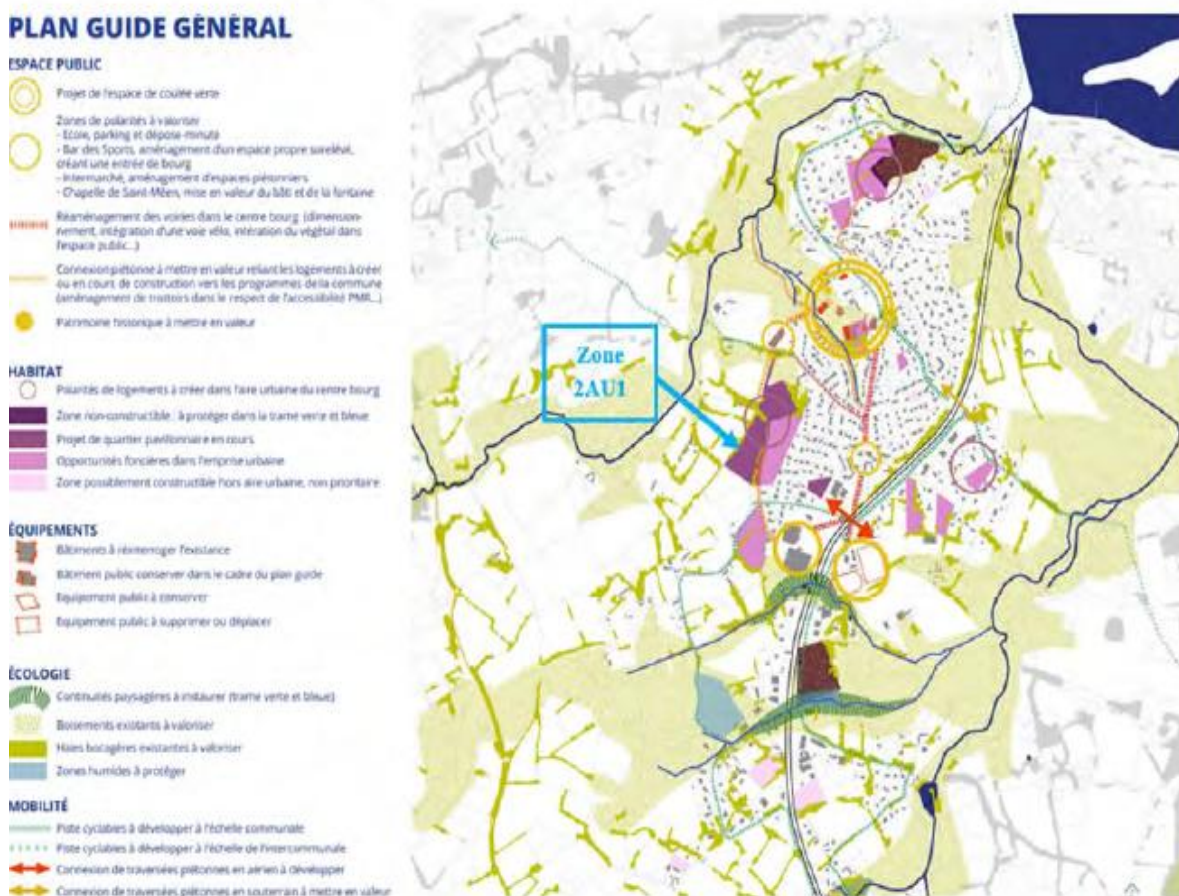 PLAN GUIDE GÉNÉRAL
ESPACE PUBLIC
Projet de l'espace de coulée verte
Zones de polarités à valoriser
- Ecole, parking et dépose-minute
- Bar des Sports, aménagement d'un espace propre surelévé,
créant une entrée de bourg
- Intermarché, aménagement d'espaces piétonniers
- Chapelle de Saint-Méen, mise en valeur du bâti et de la fontaine
Réaménagement des voiries dans le centre bourg (dimension-
nement, intégration d'une voie vélo, intération du végétal dans
l'espace public...)
Connexion piétonne à mettre en valeur reliant les logements à créer
ou en cours de construction vers les programmes de la commune
(aménagement de trottoirs dans le respect de l'accessibilité PMR...)
Patrimoine historique à mettre en valeur
HABITAT
Polarités de logements à créer dans l'aire urbaine du centre bourg
Zone non-constructible : à protéger dans la trame verte et bleue
Projet de quartier pavillonnaire en cours
Opportunités foncières dans l'emprise urbaine
Zone possiblement constructible hors aire urbaine, non prioritaire
ÉQUIPEMENTS
Bâtiments à réinterroger l'existance
Bâtiment public conserver dans le cadre du plan guide
Equipement public à conserver
Equipement public à supprimer ou déplacer
ÉCOLOGIE
Continuités paysagères à instaurer (trame verte et bleue)
Boisements existants à valoriser
Haies bocagères existantes à valoriser
Zones humides à protéger
MOBILITÉ
Piste cyclables à développer à l'échelle communale
Piste cyclables à développer à l'échelle de l'intercommunale
Connexion de traversées piétonnes en aérien à développer
Connexion de traversées piétonnes en souterrain à mettre en valeur
Zone
2AU1